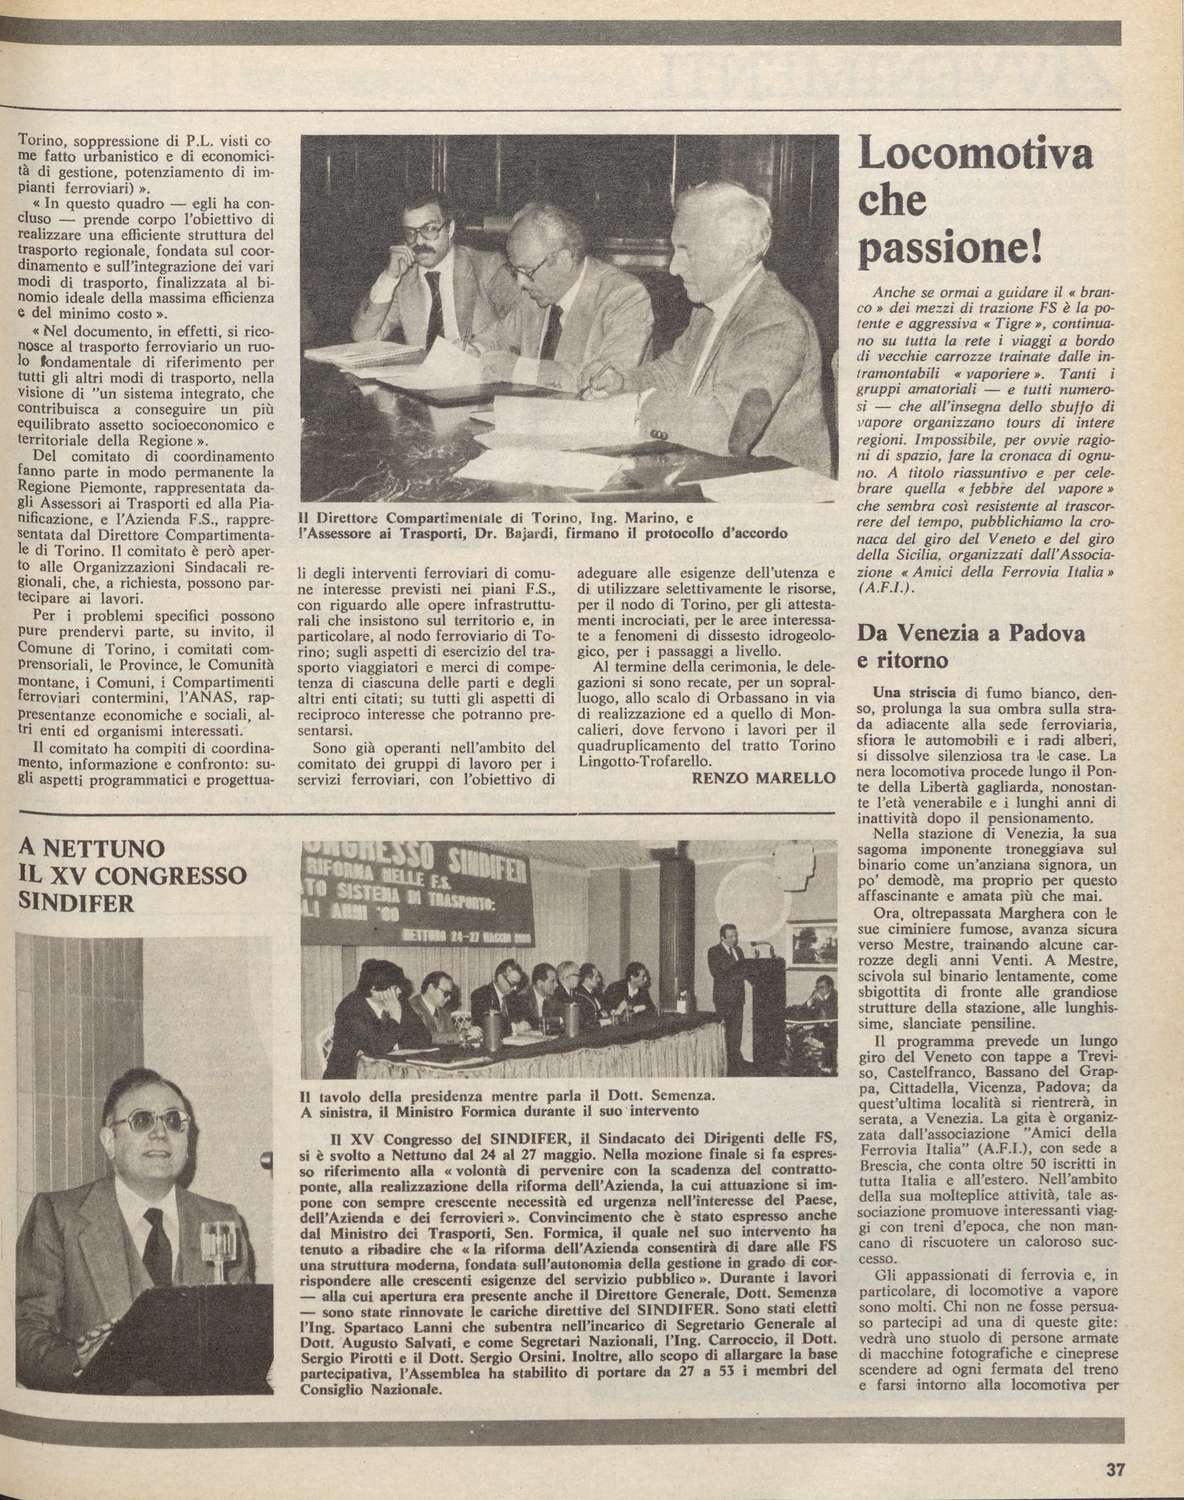 Torino, soppressione di P.L. visti co
me fatto urbanistico e di economici-
tà di gestione, potenziamento di im-
pianti ferroviari) ».
« In questo quadro — egli ha con-
cluso — prende corpo l'obiettivo di
realizzare una efficiente struttura del
trasporto regionale, fondata sul coor-
dinamento e sull'integrazione dei vari
modi di trasporto, finalizzata al bi-
nomio ideale della massima efficienza
e del minimo costo ».
« Nel documento, in effetti, si rico-
nosce al trasporto ferroviario un ruo-
lo fondamentale di riferimento per
tutti gli altri modi di trasporto, nella
visione di "un sistema integrato, che
contribuisca a conseguire un più
equilibrato assetto socioeconomico e
territoriale della Regione ».
Del comitato di coordinamento
fanno parte in modo permanente la
Regione Piemonte, rappresentata da-
gli Assessori ai Trasporti ed alla Pia-
nificazione, e l'Azienda F.S., rappre-
sentata dal Direttore Compartimenta-
le di Torino. Il comitato è però aper-
to alle Organizzazioni Sindacali re-
gionali, che, a richiesta, possono par-
tecipare ai lavori.
Per i problemi specifici possono
pure prendervi parte, su invito, il
Comune di Torino, i comitati com-
prensoriali, le Province, le Comunità
montane, i Comuni, i Compartimenti
ferroviari contermini, l'ANAS, rap-
presentanze economiche e sociali, al-
tri enti ed organismi interessati.
Il comitato ha compiti di coordina-
mento, informazione e confronto: su-
gli aspetti programmatici e progettua-
Il Direttore Compartimentale di Torino, Ing. Marino, e
l'Assessore ai Trasporti, Dr. Bajardi, firmano il protocollo d'accordo
li degli interventi ferroviari di comu-
ne interesse previsti nei piani F.S.,
con riguardo alle opere infrastruttu-
rali che insistono sul territorio e, in
particolare, al nodo ferroviario di To-
rino; sugli aspetti di esercizio del tra-
sporto viaggiatori e merci di compe-
tenza di ciascuna delle parti e degli
altri enti citati; su tutti gli aspetti di
reciproco interesse che potranno pre-
sentarsi.
Sono già operanti nell'ambito del
comitato dei gruppi di lavoro per i
servizi ferroviari, con l'obiettivo di
adeguare alle esigenze dell'utenza e
di utilizzare selettivamente le risorse,
per il nodo di Torino, per gli attesta-
menti incrociati, per le aree interessa-
te a fenomeni di dissesto idrogeolo-
gico, per i passaggi a livello.
Al termine della cerimonia, le dele-
gazioni si sono recate, per un sopral-
luogo, allo scalo di Orbassano in via
di realizzazione ed a quello di Mon-
calieri, dove fervono i lavori per il
quadruplicamento del tratto Torino
Lingotto-Trofarello.
RENZO MARELLO
A NETTUNO
IL XV CONGRESSO
SINDIFER
CONGRESSO SINDIFER
RIFORMA DELLE F.S.
TO SISTEMA DI TRASPORTO:
GLI ANNI '80
NETTUNO 24-27 MAGGIO 1980
Il tavolo della presidenza mentre parla il Dott. Semenza.
A sinistra, il Ministro Formica durante il suo intervento
Il XV Congresso del SINDIFER, il Sindacato dei Dirigenti delle FS,
si è svolto a Nettuno dal 24 al 27 maggio. Nella mozione finale si fa espres-
so riferimento alla « volontà di pervenire con la scadenza del contratto-
ponte, alla realizzazione della riforma dell'Azienda, la cui attuazione si im-
pone con sempre crescente necessità ed urgenza nell'interesse del Paese,
dell'Azienda e dei ferrovieri ». Convincimento che è stato espresso anche
dal Ministro dei Trasporti, Sen. Formica, il quale nel suo intervento ha
tenuto a ribadire che « la riforma dell'Azienda consentirà di dare alle FS
una struttura moderna, fondata sull'autonomia della gestione in grado di cor-
rispondere alle crescenti esigenze del servizio pubblico ». Durante i lavori
— alla cui apertura era presente anche il Direttore Generale, Dott. Semenza
— sono state rinnovate le cariche direttive del SINDIFER. Sono stati eletti
l'Ing. Spartaco Lanni che subentra nell'incarico di Segretario Generale al
Dott. Augusto Salvati, e come Segretari Nazionali, l'Ing. Carroccio, il Dott.
Sergio Pirotti e il Dott. Sergio Orsini. Inoltre, allo scopo di allargare la base
partecipativa, l'Assemblea ha stabilito di portare da 27 a 53 i membri del
Consiglio Nazionale.
Locomotiva
che
passione!
Anche se ormai a guidare il « bran-
co » dei mezzi di trazione FS è la po-
tente e aggressiva « Tigre », continua-
no su tutta la rete i viaggi a bordo
di vecchie carrozze trainate dalle in-
tramontabili « vaporiere ». Tanti i
gruppi amatoriali — e tutti numero-
si — che all'insegna dello sbuffo di
vapore organizzano tours di intere
regioni. Impossibile, per ovvie ragio-
ni di spazio, fare la cronaca di ognu-
no. A titolo riassuntivo e per cele-
brare quella « febbre del vapore »
che sembra così resistente al trascor-
rere del tempo, pubblichiamo la cro-
naca del giro del Veneto e del giro
della Sicilia, organizzati dall'Associa-
zione « Amici della Ferrovia Italia »
(A.F.I.).
Da Venezia a Padova
e ritorno
Una striscia di fumo bianco, den-
so, prolunga la sua ombra sulla stra-
da adiacente alla sede ferroviaria,
sfiora le automobili e i radi alberi,
si dissolve silenziosa tra le case. La
nera locomotiva procede lungo il Pon-
te della Libertà gagliarda, nonostan-
te l'età venerabile e i lunghi anni di
inattività dopo il pensionamento.
Nella stazione di Venezia, la sua
sagoma imponente troneggiava sul
binario come un'anziana signora, un
po' demodè, ma proprio per questo
affascinante e amata più che mai.
Ora, oltrepassata Marghera con le
sue ciminiere fumose, avanza sicura
verso Mestre, trainando alcune car-
rozze degli anni Venti. A Mestre,
scivola sul binario lentamente, come
sbigottita di fronte alle grandiose
strutture della stazione, alle lunghis-
sime, slanciate pensiline.
Il programma prevede un lungo
giro del Veneto con tappe a Trevi-
so, Castelfranco, Bassano del Grap-
pa, Cittadella, Vicenza, Padova; da
quest'ultima località si rientrerà, in
serata, a Venezia. La gita è organiz-
zata dall'associazione "Amici della
Ferrovia Italia" (A.F.I.), con sede a
Brescia, che conta oltre 50 iscritti in
tutta Italia e all'estero. Nell'ambito
della sua molteplice attività, tale as-
sociazione promuove interessanti viag-
gi con treni d'epoca, che non man-
cano di riscuotere un caloroso suc-
cesso.
Gli appassionati di ferrovia e, in
particolare, di locomotive a vapore
sono molti. Chi non ne fosse persua-
so partecipi ad una di queste gite:
vedrà uno stuolo di persone armate
di macchine fotografiche e cineprese
scendere ad ogni fermata del treno
e farsi intorno alla locomotiva per
37